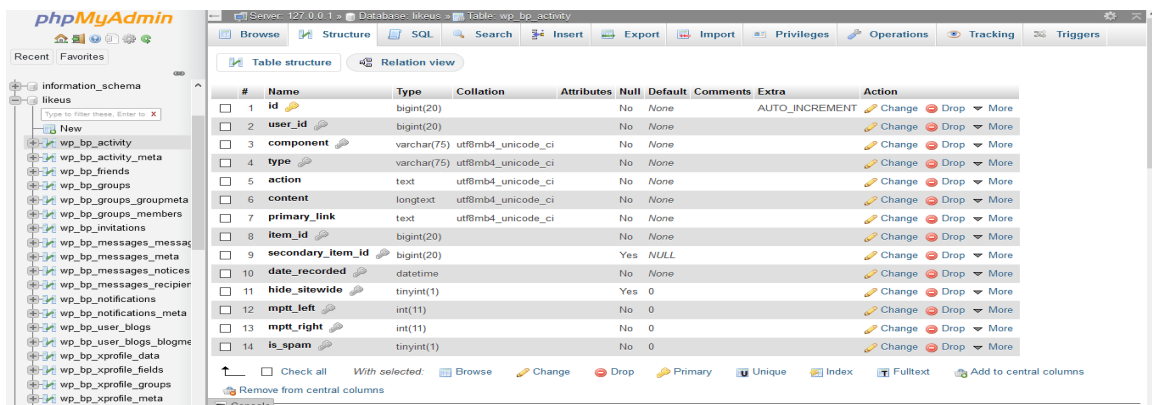 phpMyAdmin
Recent Favorites
information_schema
likeus
Type to filter these, Enter to X
New
wp_bp_activity
wp_bp_activity_meta
wp_bp_friends
wp_bp_groups
wp_bp_groups_groupmeta
wp_bp_groups_members
wp_bp_invitations
wp_bp_messages_messag
wp_bp_messages_meta
wp_bp_messages_notices
wp_bp_messages_recipien
wp_bp_notifications
wp_bp_notifications_meta
wp_bp_user_blogs
wp_bp_user_blogs_blogme
wp_bp_xprofile_data
wp_bp_xprofile_fields
wp_bp_xprofile_groups
wp_bp_xprofile_meta
Server: 127.0.0.1 » Database: likeus » Table: wp_bp_activity
Browse Structure SQL Search Insert Export Import Privileges Operations Tracking Triggers
Table structure Relation view
# Name Type Collation Attributes Null Default Comments Extra Action
1 id bigint(20) No None AUTO_INCREMENT Change Drop More
2 user_id bigint(20) No None Change Drop More
3 component varchar(75) utf8mb4_unicode_ci No None Change Drop More
4 type varchar(75) utf8mb4_unicode_ci No None Change Drop More
5 action text utf8mb4_unicode_ci No None Change Drop More
6 content longtext utf8mb4_unicode_ci No None Change Drop More
7 primary_link text utf8mb4_unicode_ci No None Change Drop More
8 item_id bigint(20) No None Change Drop More
9 secondary_item_id bigint(20) Yes NULL Change Drop More
10 date_recorded datetime No None Change Drop More
11 hide_sitewide tinyint(1) Yes 0 Change Drop More
12 mptt_left int(11) No 0 Change Drop More
13 mptt_right int(11) No 0 Change Drop More
14 is_spam tinyint(1) No 0 Change Drop More
Check all With selected: Browse Change Drop Primary Unique Index Fulltext Add to central columns
Remove from central columns
Console